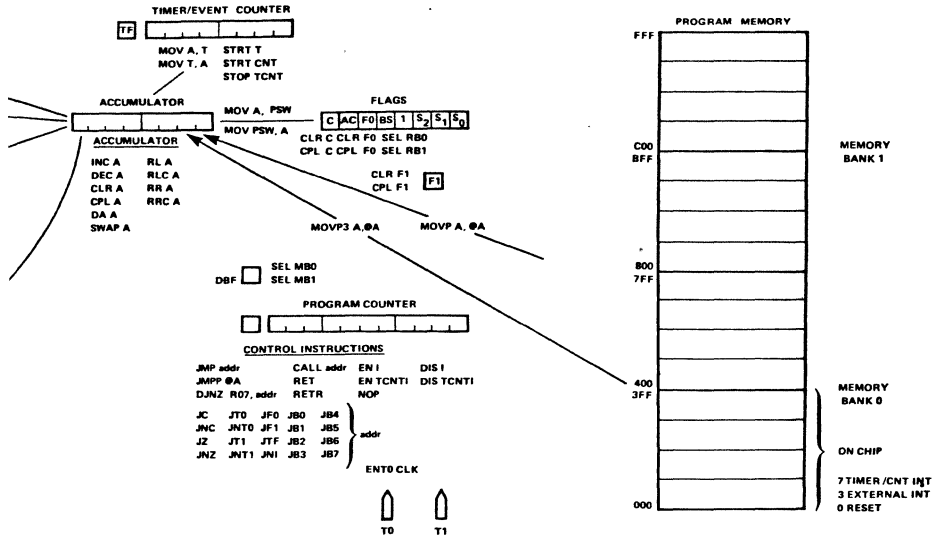 TIMER/EVENT COUNTER
TF
MOV A, T STRT T
MOV T, A STRT CNT
STOP TCNT
ACCUMULATOR
MOV A, PSW
MOV PSW, A
FLAGS
C AC F0 BS 1 S2 S1 S0
CLR C CLR F0 SEL RB0
CPL C CPL F0 SEL RB1
ACCUMULATOR
INC A RL A
DEC A RLC A
CLR A RR A
CPL A RRC A
DA A
SWAP A
CLR F1
CPL F1
F1
MOVP3 A,@A
MOVP A, @A
DBF
SEL MB0
SEL MB1
PROGRAM COUNTER
CONTROL INSTRUCTIONS
JMP addr CALL addr EN I DIS I
JMPP @A RET EN TCNTI DIS TCNTI
DJNZ R07, addr RETR NOP
JC JT0 JF0 JB0 JB4
JNC JNT0 JF1 JB1 JB5
JZ JT1 JTF JB2 JB6
JNZ JNT1 JNI JB3 JB7
addr
ENT0 CLK
T0 T1
PROGRAM MEMORY
FFF
C00
BFF
MEMORY
BANK 1
800
7FF
400
3FF
MEMORY
BANK 0
ON CHIP
7 TIMER/CNT INT
3 EXTERNAL INT
0 RESET
000